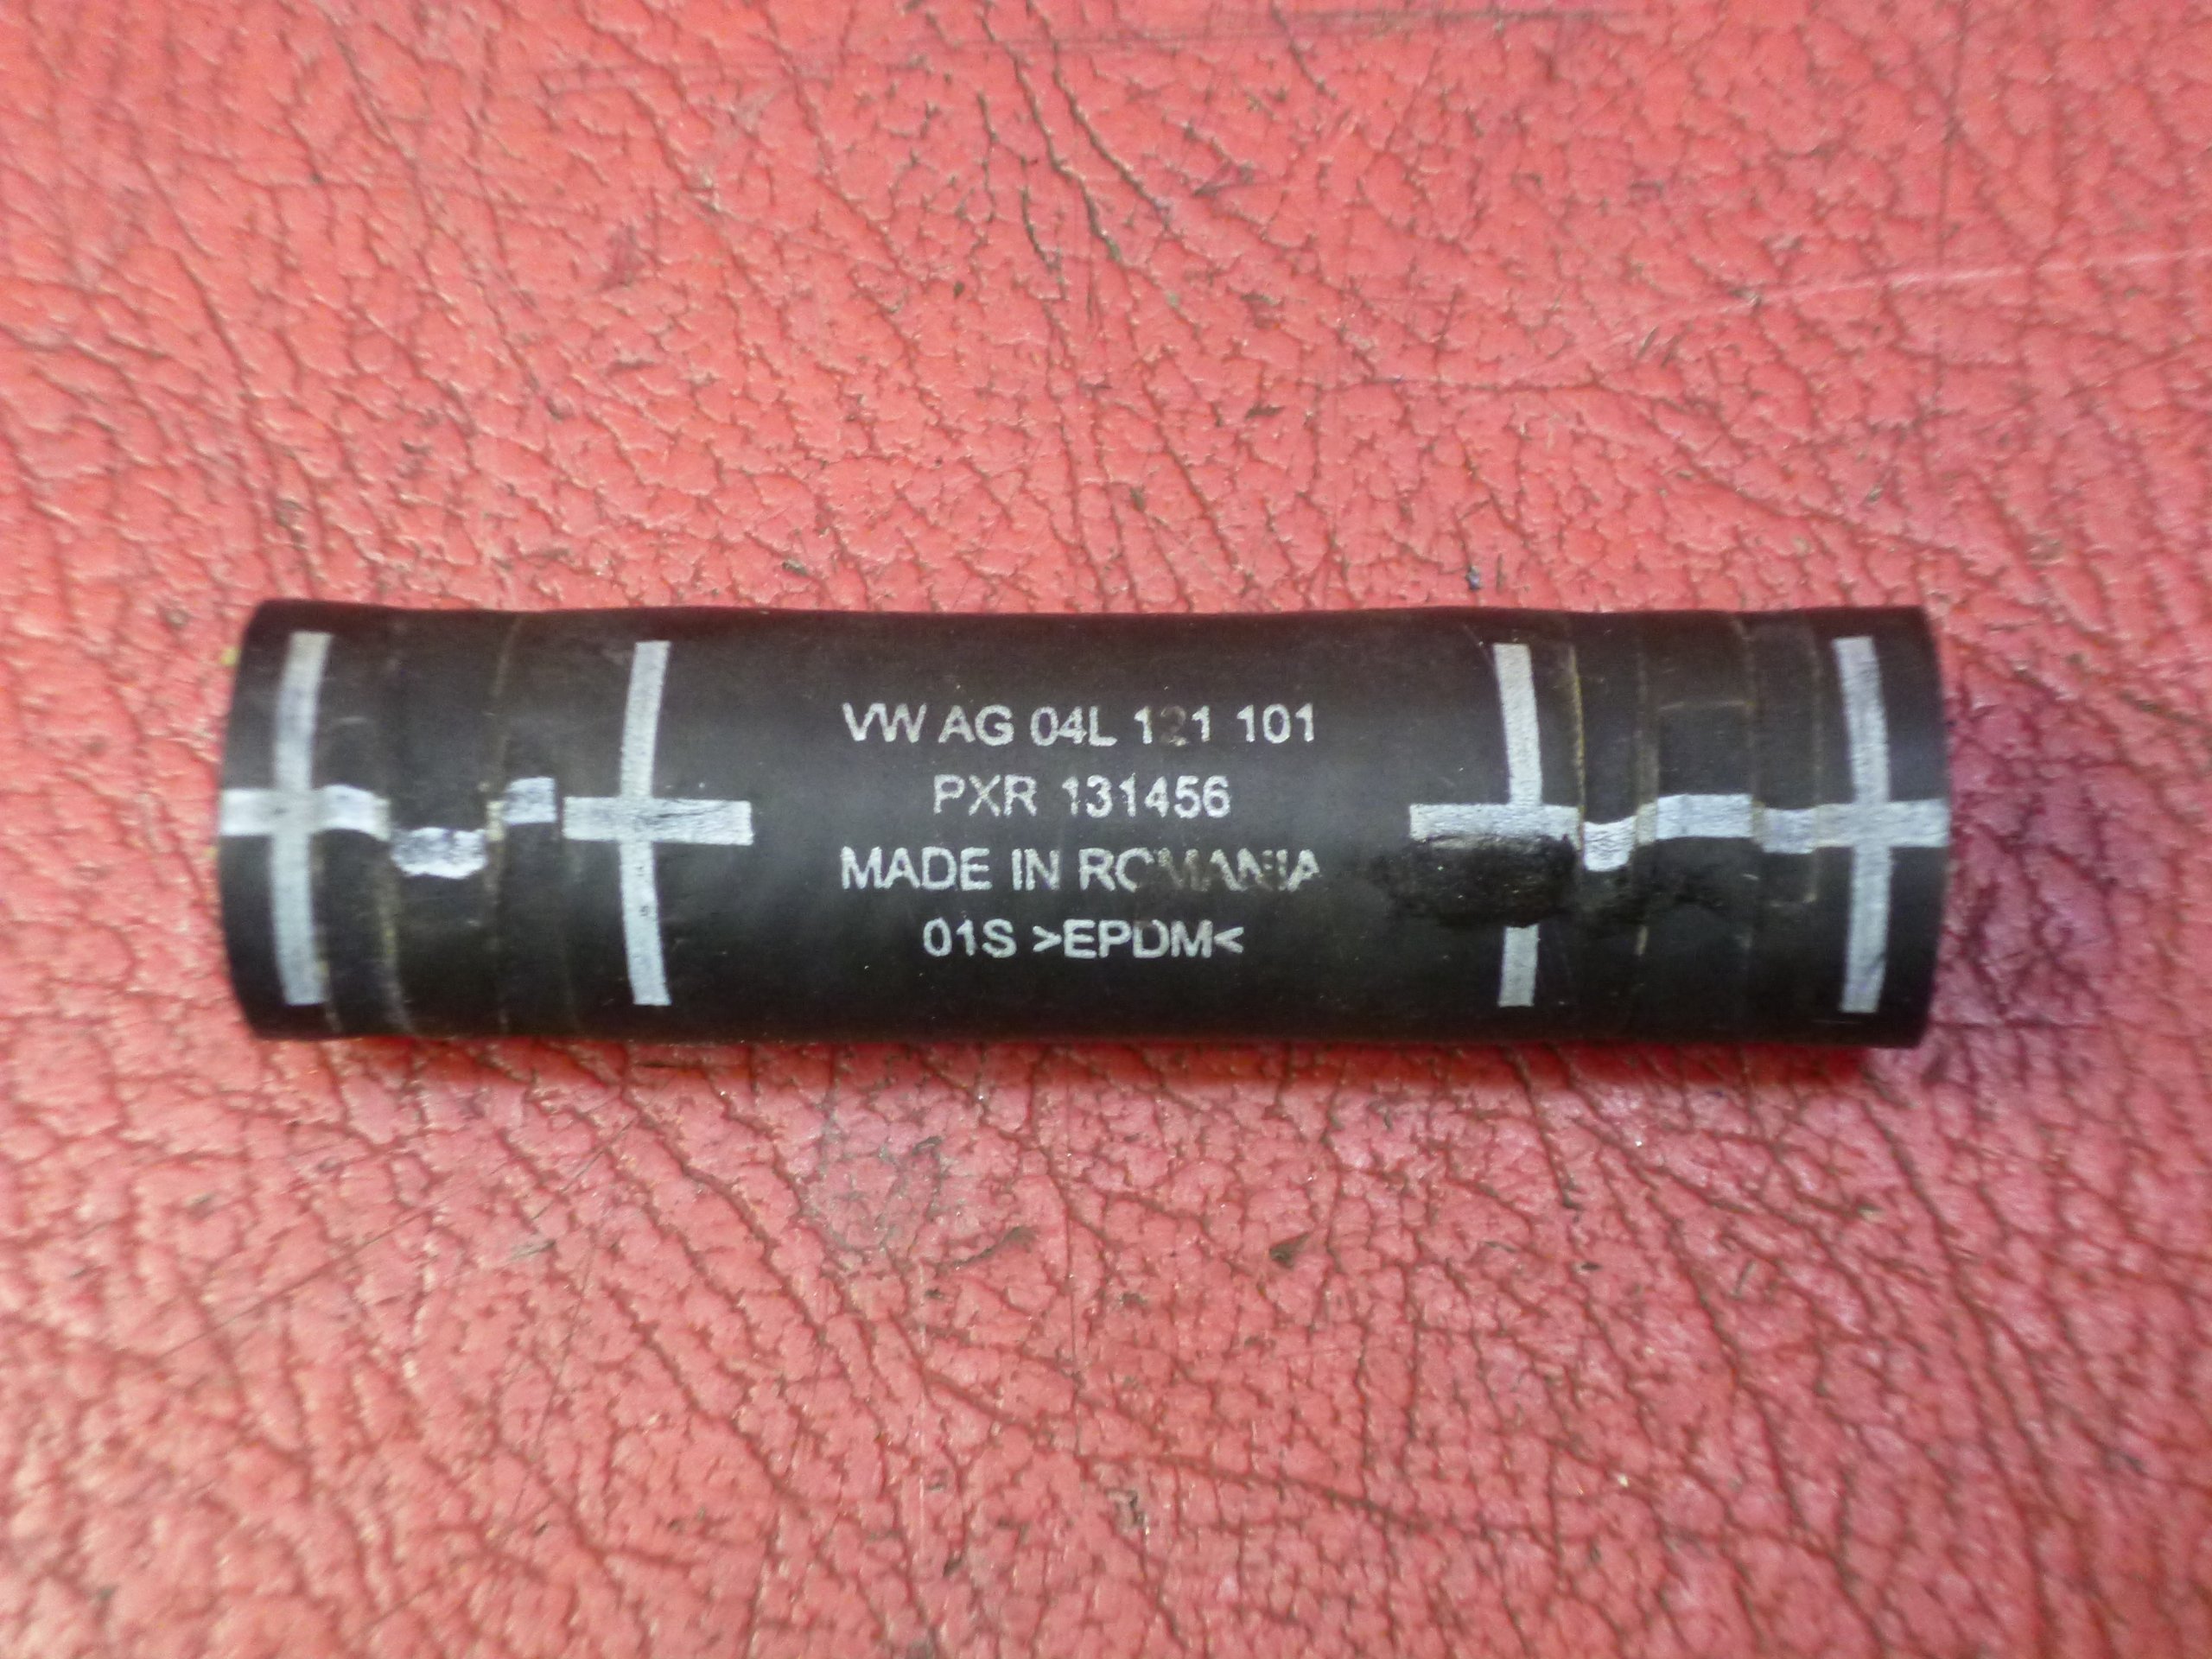 VW AG 04L 121 101
PXR 131456
MADE IN ROMANIA
01S >EPDM<